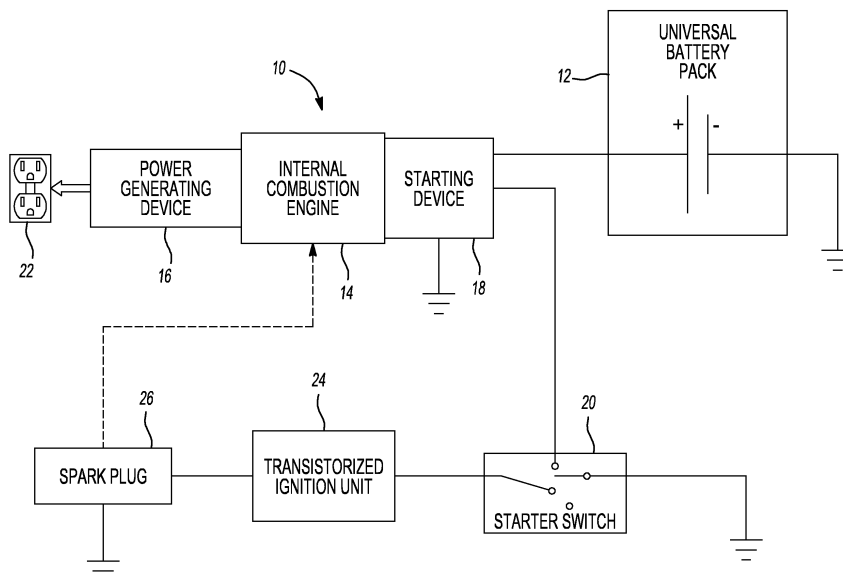 UNIVERSAL
BATTERY
PACK
12
+ -
10
POWER
GENERATING
DEVICE
INTERNAL
COMBUSTION
ENGINE
STARTING
DEVICE
22
16
14
18
24
26
20
SPARK PLUG
TRANSISTORIZED
IGNITION UNIT
STARTER SWITCH